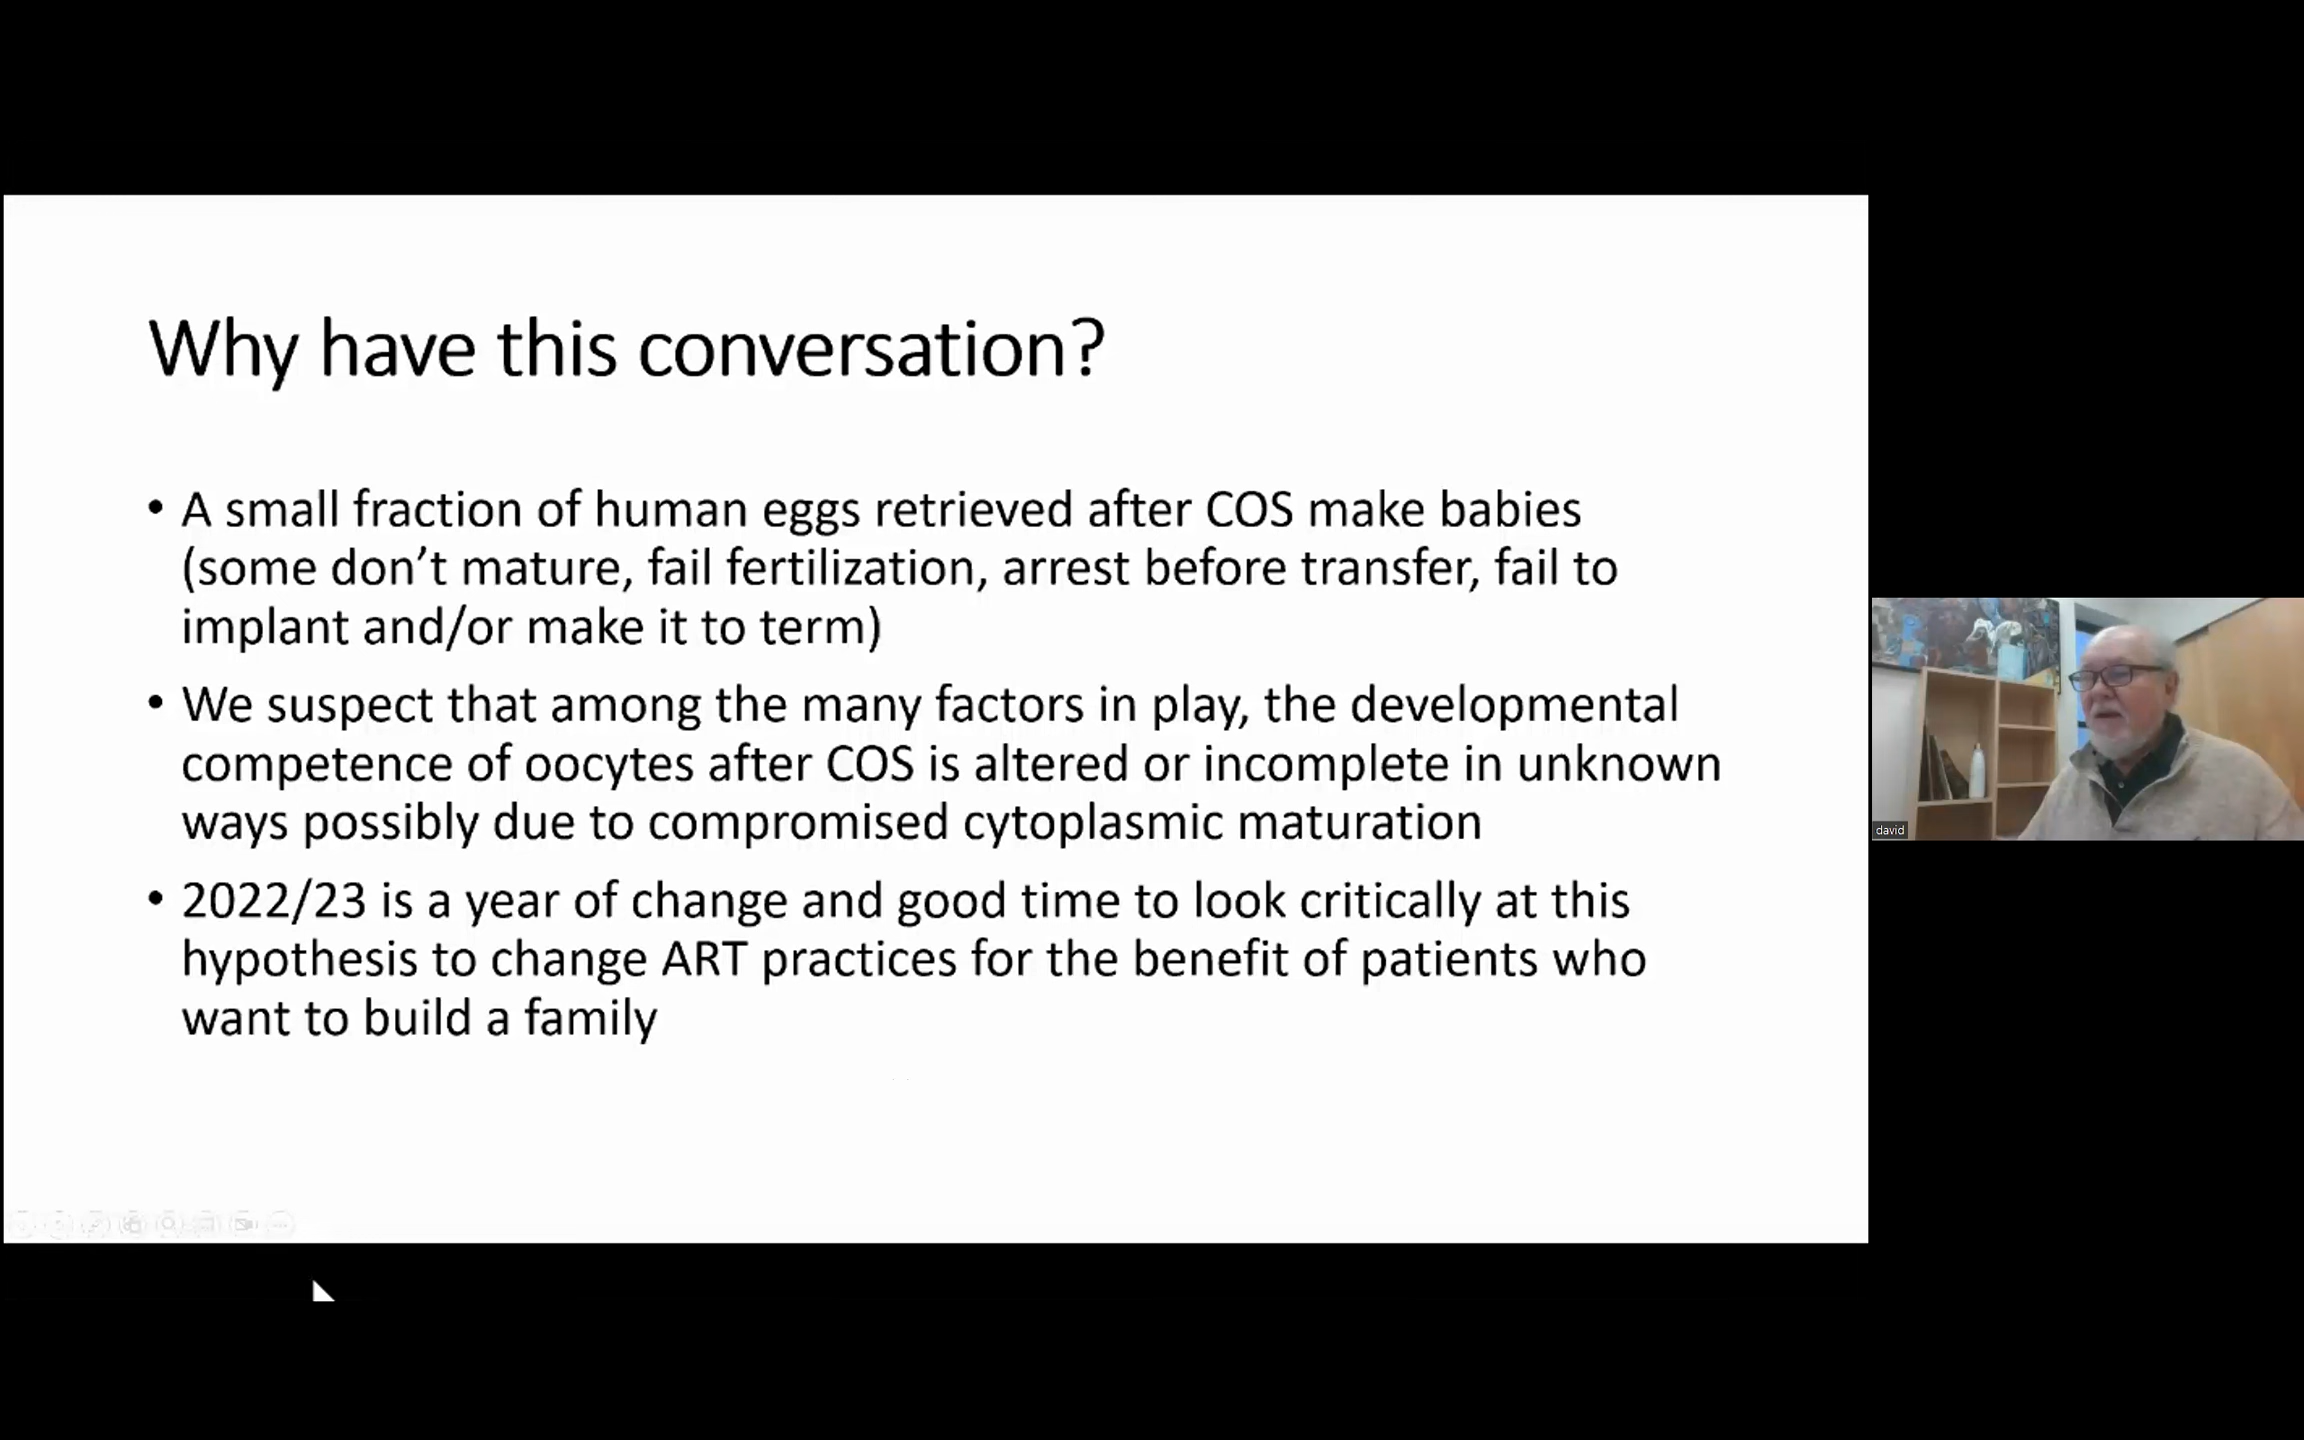 Why have this conversation?
• A small fraction of human eggs retrieved after COS make babies
(some don’t mature, fail fertilization, arrest before transfer, fail to
implant and/or make it to term)
• We suspect that among the many factors in play, the developmental
competence of oocytes after COS is altered or incomplete in unknown
ways possibly due to compromised cytoplasmic maturation
• 2022/23 is a year of change and good time to look critically at this
hypothesis to change ART practices for the benefit of patients who
want to build a family
david